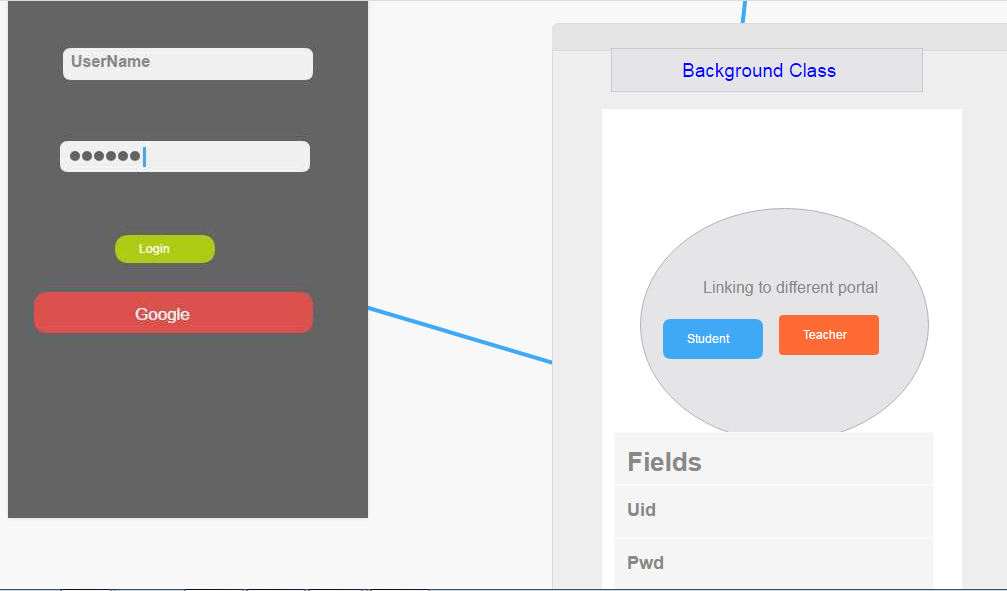 UserName
●●●●●●
Login
Google
Background Class
Linking to different portal
Student
Teacher
Fields
Uid
Pwd